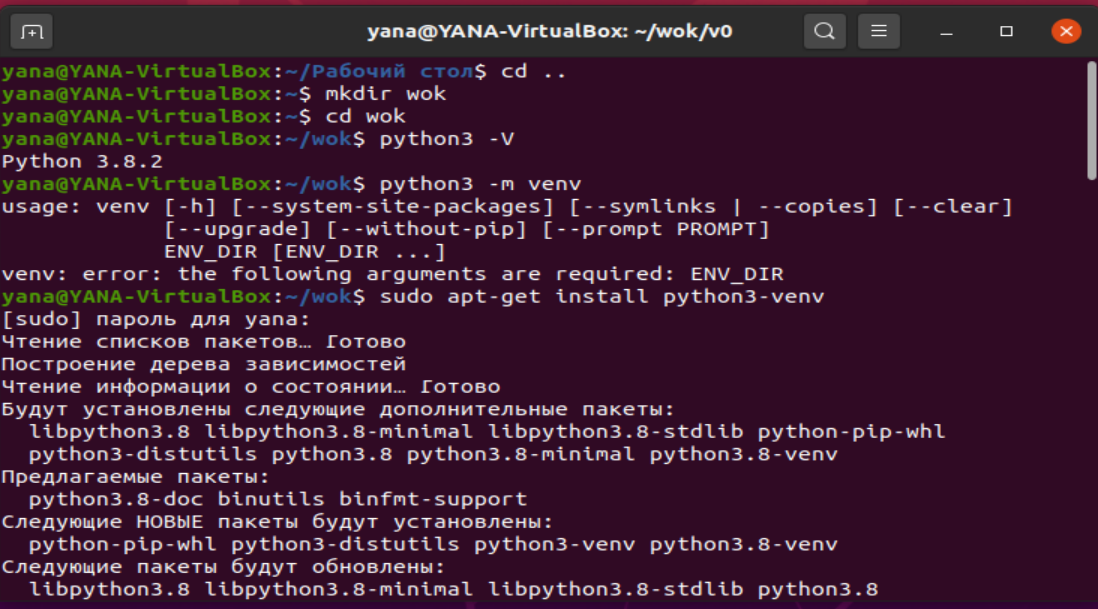 yana@YANA-VirtualBox: ~/wok/v0
yana@YANA-VirtualBox:~/Рабочий стол$ cd ..
yana@YANA-VirtualBox:~$ mkdir wok
yana@YANA-VirtualBox:~$ cd wok
yana@YANA-VirtualBox:~/wok$ python3 -V
Python 3.8.2
yana@YANA-VirtualBox:~/wok$ python3 -m venv
usage: venv [-h] [--system-site-packages] [--symlinks | --copies] [--clear]
            [--upgrade] [--without-pip] [--prompt PROMPT]
            ENV_DIR [ENV_DIR ...]
venv: error: the following arguments are required: ENV_DIR
yana@YANA-VirtualBox:~/wok$ sudo apt-get install python3-venv
[sudo] пароль для yana:
Чтение списков пакетов… Готово
Построение дерева зависимостей
Чтение информации о состоянии… Готово
Будут установлены следующие дополнительные пакеты:
  libpython3.8 libpython3.8-minimal libpython3.8-stdlib python-pip-whl
  python3-distutils python3.8 python3.8-minimal python3.8-venv
Предлагаемые пакеты:
  python3.8-doc binutils binfmt-support
Следующие НОВЫЕ пакеты будут установлены:
  python-pip-whl python3-distutils python3-venv python3.8-venv
Следующие пакеты будут обновлены:
  libpython3.8 libpython3.8-minimal libpython3.8-stdlib python3.8